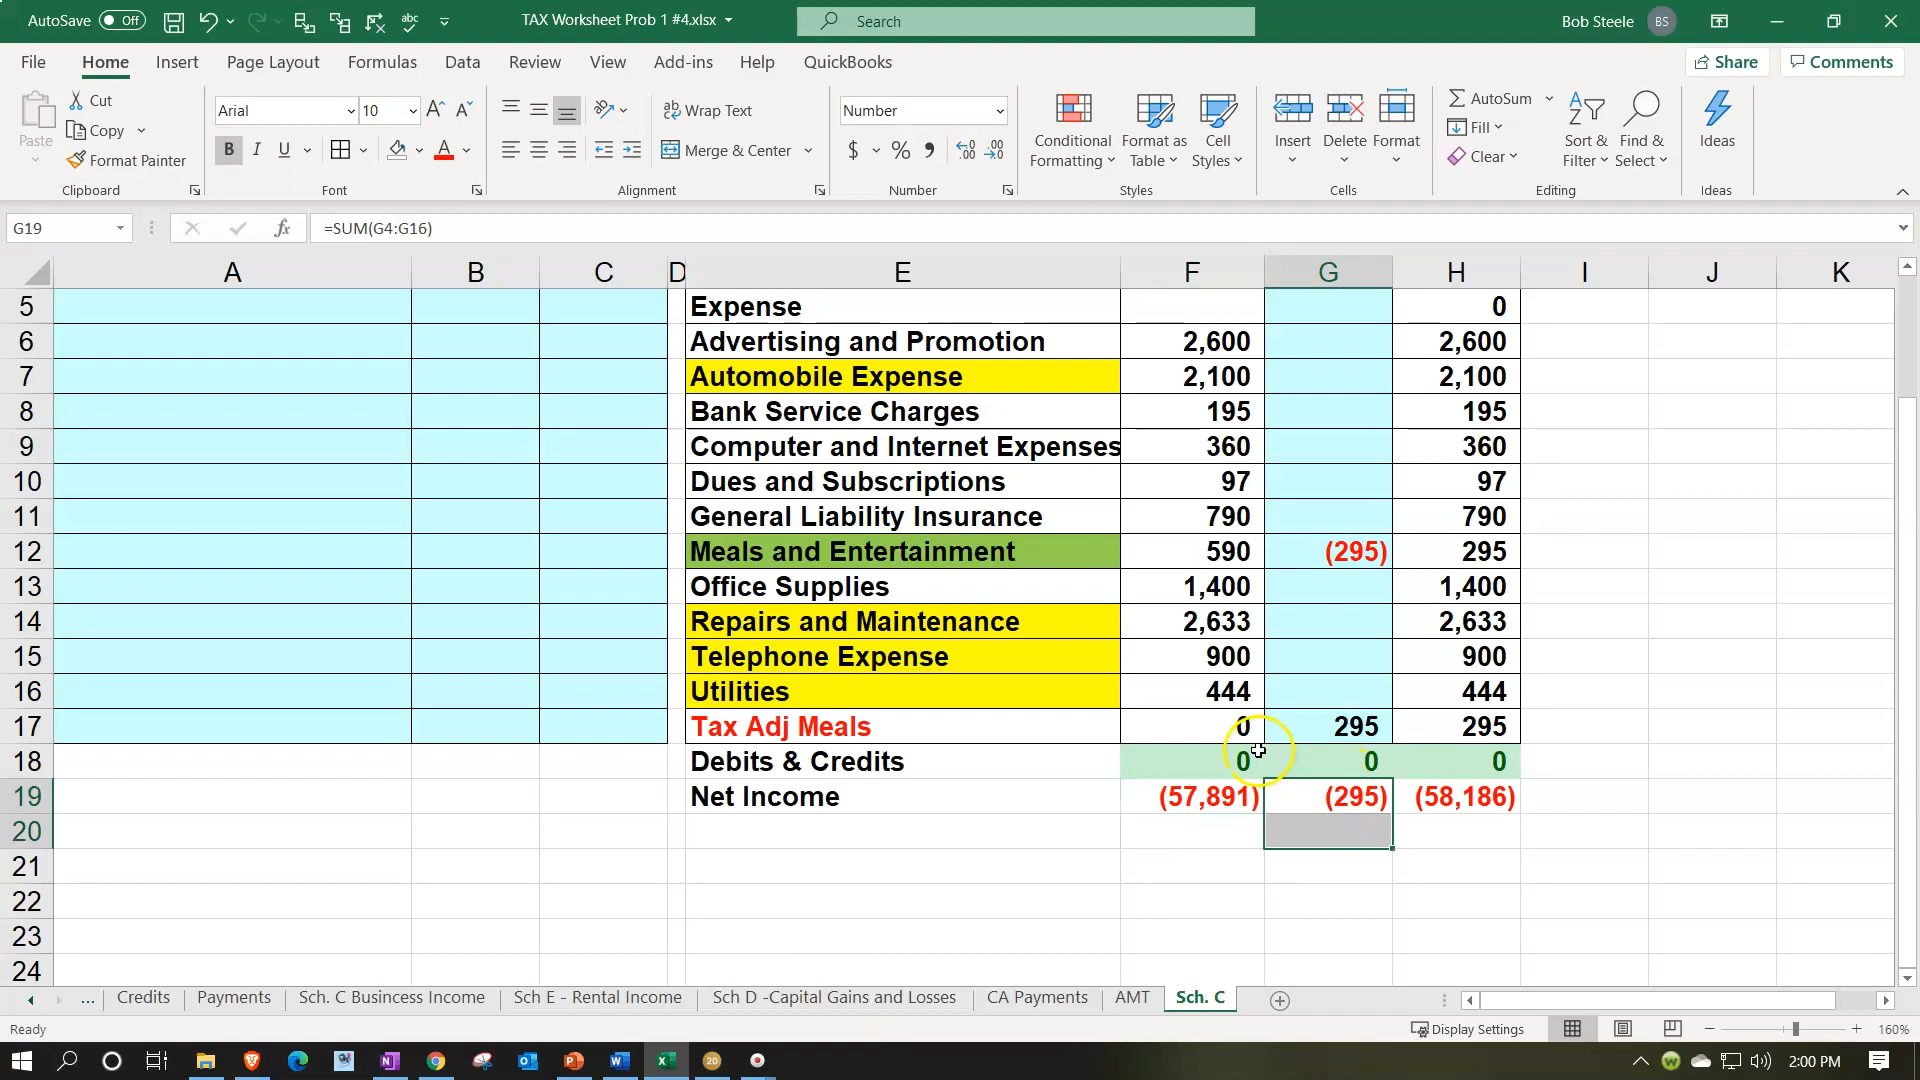 AutoSave Off TAX Worksheet Prob 1 #4.xlsx Search Bob Steele BS
File Home Insert Page Layout Formulas Data Review View Add-ins Help QuickBooks Share Comments
Paste Cut Copy Format Painter Clipboard
Arial 10 Font
Wrap Text Merge & Center Alignment
Number $ % Number
Conditional Formatting Format as Table Cell Styles Styles
Insert Delete Format Cells
AutoSum Fill Clear Sort & Filter Find & Select Editing
Ideas Ideas
G19 fx =SUM(G4:G16)
A B C D E F G H I J K
5 Expense 0
6 Advertising and Promotion 2,600 2,600
7 Automobile Expense 2,100 2,100
8 Bank Service Charges 195 195
9 Computer and Internet Expenses 360 360
10 Dues and Subscriptions 97 97
11 General Liability Insurance 790 790
12 Meals and Entertainment 590 (295) 295
13 Office Supplies 1,400 1,400
14 Repairs and Maintenance 2,633 2,633
15 Telephone Expense 900 900
16 Utilities 444 444
17 Tax Adj Meals 0 295 295
18 Debits & Credits 0 0 0
19 Net Income (57,891) (295) (58,186)
20
21
22
23
24
... Credits Payments Sch. C Busincess Income Sch E - Rental Income Sch D -Capital Gains and Losses CA Payments AMT Sch. C
Ready Display Settings 160%
20 2:00 PM